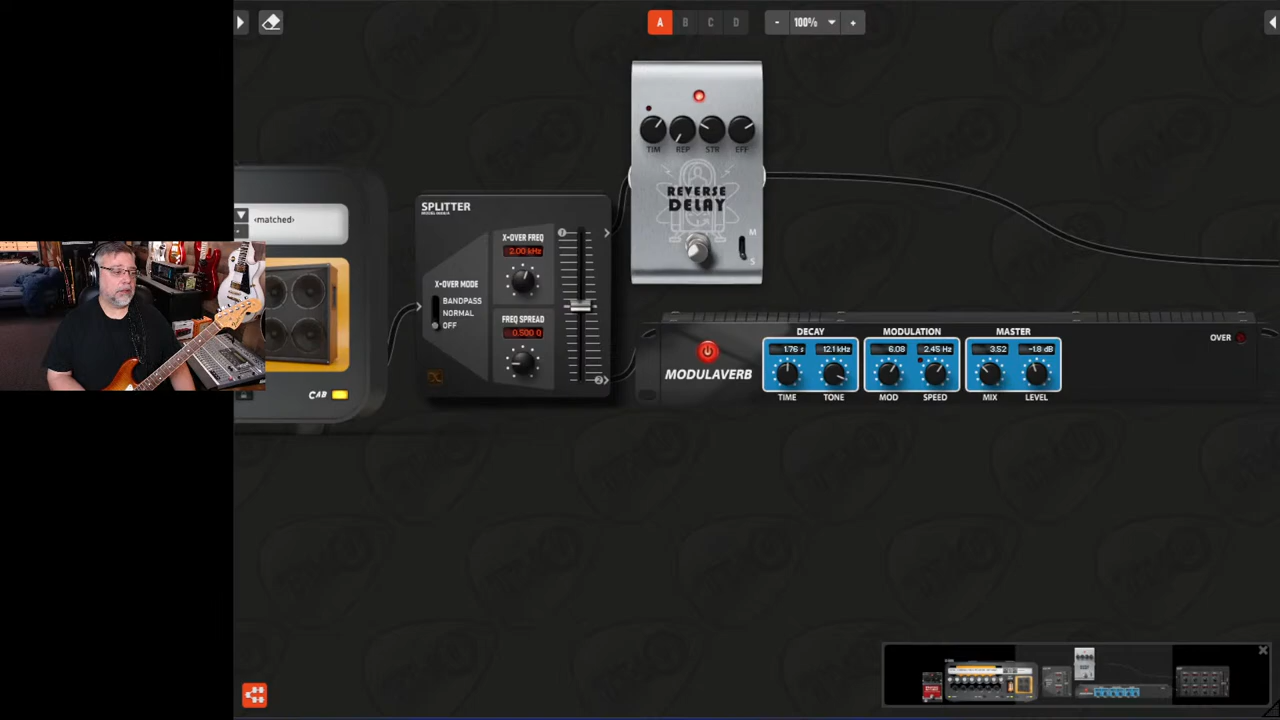 A B C D - 100% +
‹matched›
CAB
SPLITTER
X-OVER MODE
BANDPASS
NORMAL
OFF
X-OVER FREQ
2.00 kHz
FREQ SPREAD
0.500 Q
1
2
TIM REP STR EFF
REVERSE
DELAY
M
S
MODULAVERB
DECAY MODULATION MASTER
1.76 s 12.1 kHz 6.08 2.45 Hz 3.52 -1.8 dB
TIME TONE MOD SPEED MIX LEVEL
OVER